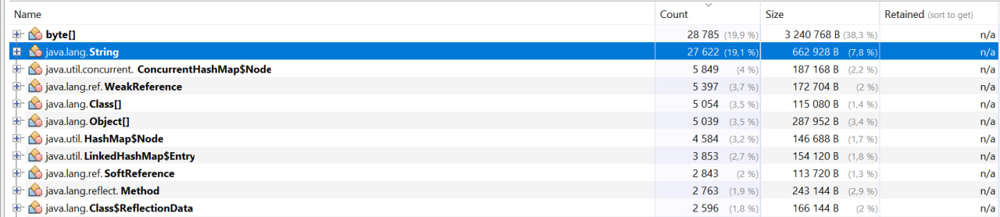 Name Count Size Retained (sort to get)
byte[] 28 785 (19,9 %) 3 240 768 B (38,3 %) n/a
java.lang.String 27 622 (19,1 %) 662 928 B (7,8 %) n/a
java.util.concurrent. ConcurrentHashMap$Node 5 849 (4 %) 187 168 B (2,2 %) n/a
java.lang.ref. WeakReference 5 397 (3,7 %) 172 704 B (2 %) n/a
java.lang.Class[] 5 054 (3,5 %) 115 080 B (1,4 %) n/a
java.lang.Object[] 5 039 (3,5 %) 287 952 B (3,4 %) n/a
java.util.HashMap$Node 4 584 (3,2 %) 146 688 B (1,7 %) n/a
java.util.LinkedHashMap$Entry 3 853 (2,7 %) 154 120 B (1,8 %) n/a
java.lang.ref. SoftReference 2 843 (2 %) 113 720 B (1,3 %) n/a
java.lang.reflect. Method 2 763 (1,9 %) 243 144 B (2,9 %) n/a
java.lang.Class$ReflectionData 2 596 (1,8 %) 166 144 B (2 %) n/a